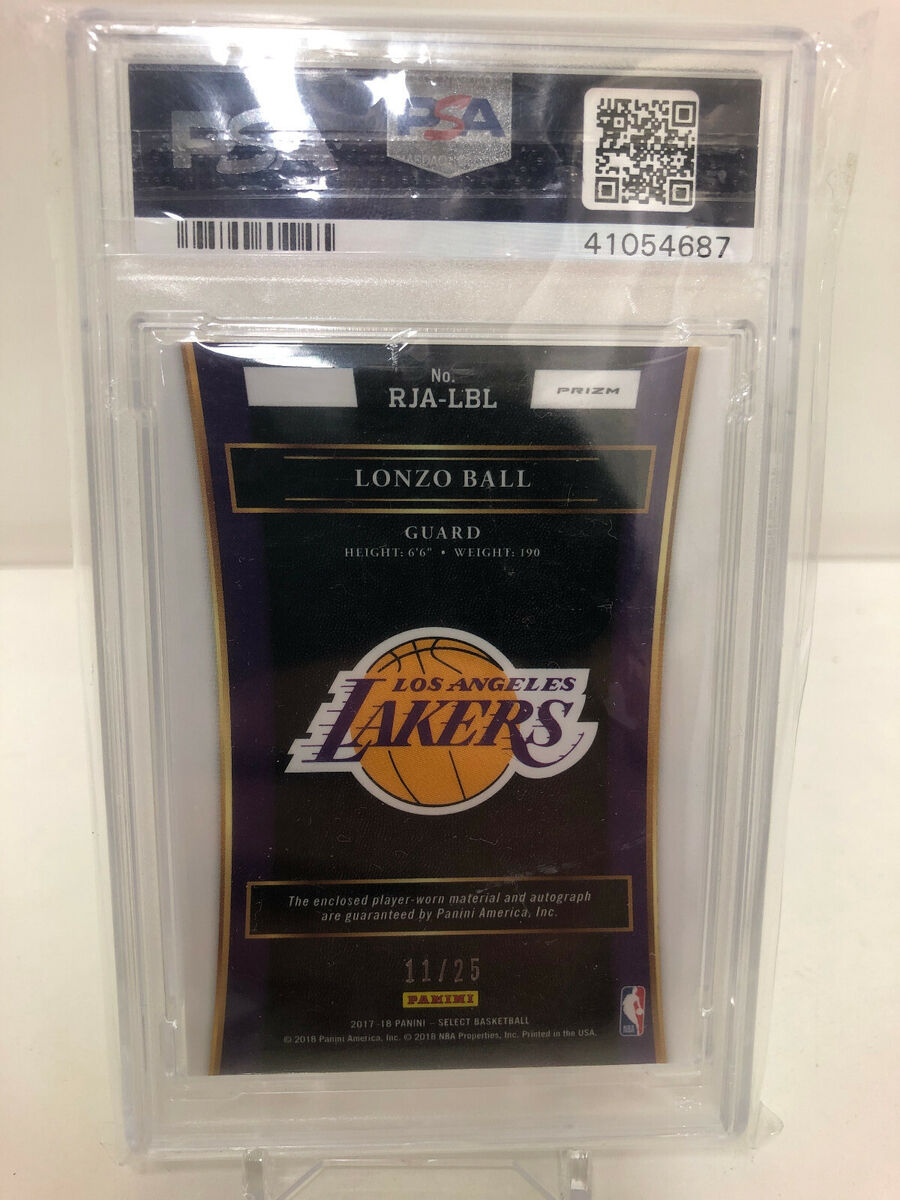 PSA
PSA
41054687
No.
RJA-LBL
PRIZM
LONZO BALL
GUARD
HEIGHT: 6'6" • WEIGHT: 190
LOS ANGELES
LAKERS
The enclosed player-worn material and autograph
are guaranteed by Panini America, Inc.
11/25
PANINI
2017-18 PANINI – SELECT BASKETBALL
© 2018 Panini America, Inc. © 2018 NBA Properties, Inc. Printed in the USA.
NBA